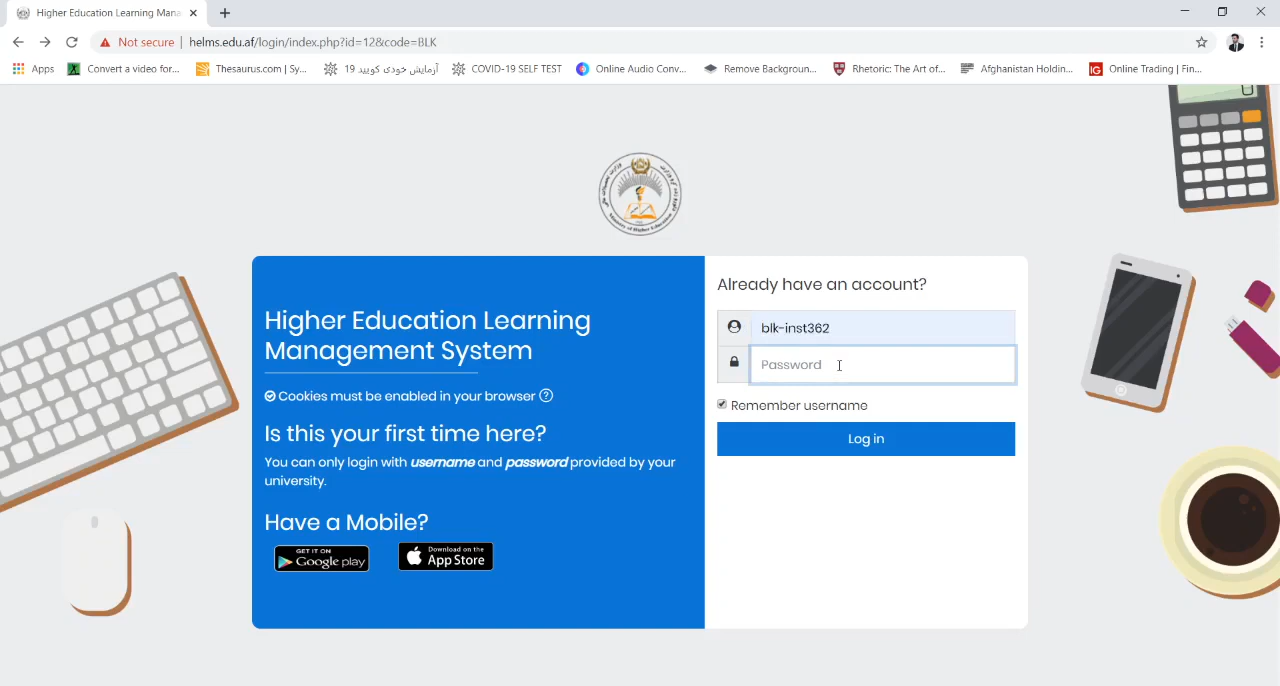 Higher Education Learning Mana
Not secure | helms.edu.af/login/index.php?id=12&code=BLK
Apps
Convert a video for...
Thesaurus.com | Sy...
آزمایش خودی کویید 19
COVID-19 SELF TEST
Online Audio Conv...
Remove Backgroun...
Rhetoric: The Art of...
Afghanistan Holdin...
Online Trading | Fin...
Ministry of Higher Education
Higher Education Learning
Management System
Cookies must be enabled in your browser
Is this your first time here?
You can only login with username and password provided by your
university.
Have a Mobile?
GET IT ON
Google play
Download on the
App Store
Already have an account?
blk-inst362
Password
Remember username
Log in